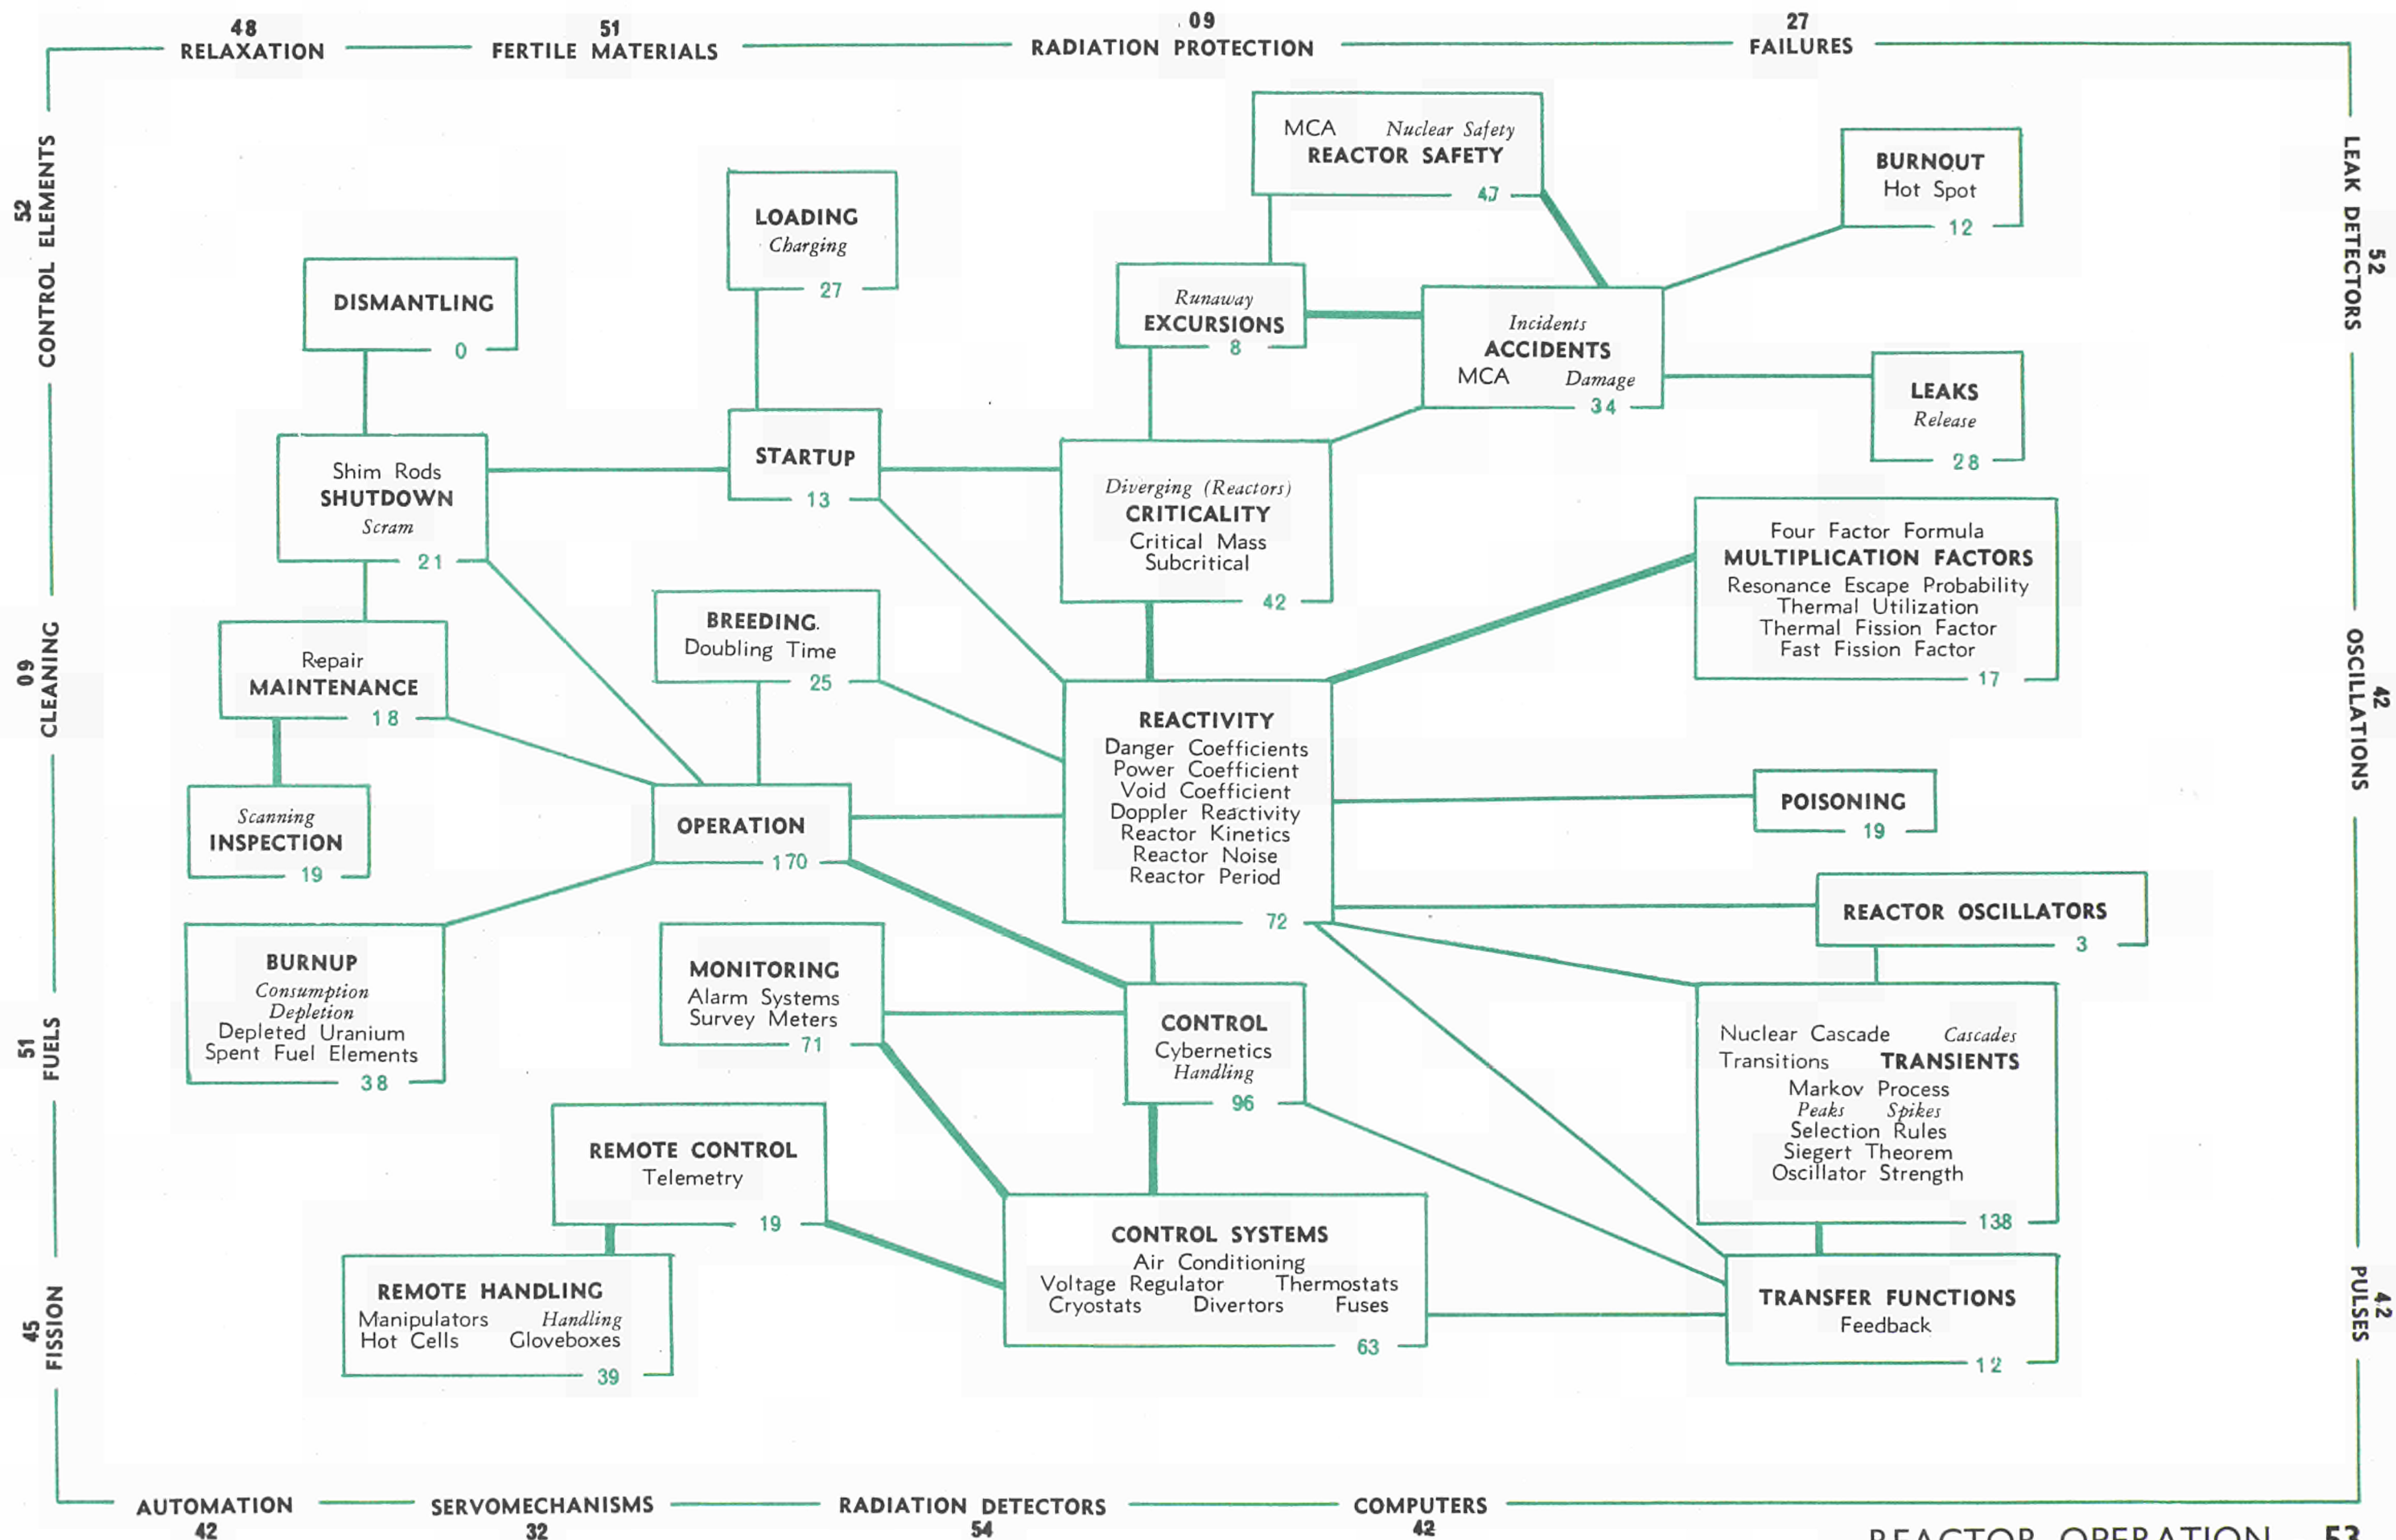 48
RELAXATION
51
FERTILE MATERIALS
09
RADIATION PROTECTION
27
FAILURES
52
CONTROL ELEMENTS
09
CLEANING
51
FUELS
45
FISSION
MCA Nuclear Safety
REACTOR SAFETY
47
BURNOUT
Hot Spot
12
LOADING
Charging
27
DISMANTLING
0
Runaway
EXCURSIONS
8
Incidents
ACCIDENTS
MCA Damage
34
LEAKS
Release
28
Shim Rods
SHUTDOWN
Scram
21
STARTUP
13
Diverging (Reactors)
CRITICALITY
Critical Mass
Subcritical
42
Four Factor Formula
MULTIPLICATION FACTORS
Resonance Escape Probability
Thermal Utilization
Thermal Fission Factor
Fast Fission Factor
17
Repair
MAINTENANCE
18
BREEDING.
Doubling Time
25
REACTIVITY
Danger Coefficients
Power Coefficient
Void Coefficient
Doppler Reactivity
Reactor Kinetics
Reactor Noise
Reactor Period
72
Scanning
INSPECTION
19
OPERATION
170
POISONING
19
REACTOR OSCILLATORS
3
BURNUP
Consumption
Depletion
Depleted Uranium
Spent Fuel Elements
38
MONITORING
Alarm Systems
Survey Meters
71
CONTROL
Cybernetics
Handling
96
Nuclear Cascade Cascades
Transitions TRANSIENTS
Markov Process
Peaks Spikes
Selection Rules
Siegert Theorem
Oscillator Strength
138
REMOTE CONTROL
Telemetry
19
REMOTE HANDLING
Manipulators Handling
Hot Cells Gloveboxes
39
CONTROL SYSTEMS
Air Conditioning
Voltage Regulator Thermostats
Cryostats Divertors Fuses
63
TRANSFER FUNCTIONS
Feedback
12
52
LEAK DETECTORS
42
OSCILLATIONS
42
PULSES
AUTOMATION
42
SERVOMECHANISMS
32
RADIATION DETECTORS
54
COMPUTERS
42
REACTOR OPERATION 53